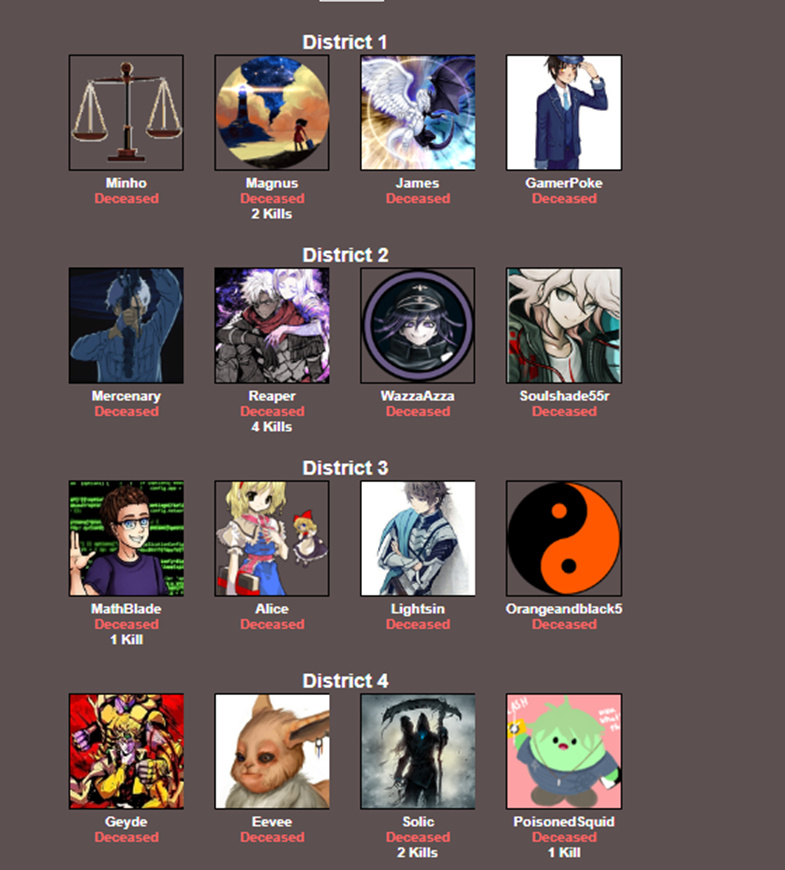 District 1
Minho Magnus James GamerPoke
Deceased Deceased Deceased Deceased
2 Kills
District 2
Mercenary Reaper WazzaAzza Soulshade55r
Deceased Deceased Deceased Deceased
4 Kills
District 3
MathBlade Alice Lightsin Orangeandblack5
Deceased Deceased Deceased Deceased
1 Kill
District 4
Geyde Eevee Solic PoisonedSquid
Deceased Deceased Deceased Deceased
2 Kills 1 Kill